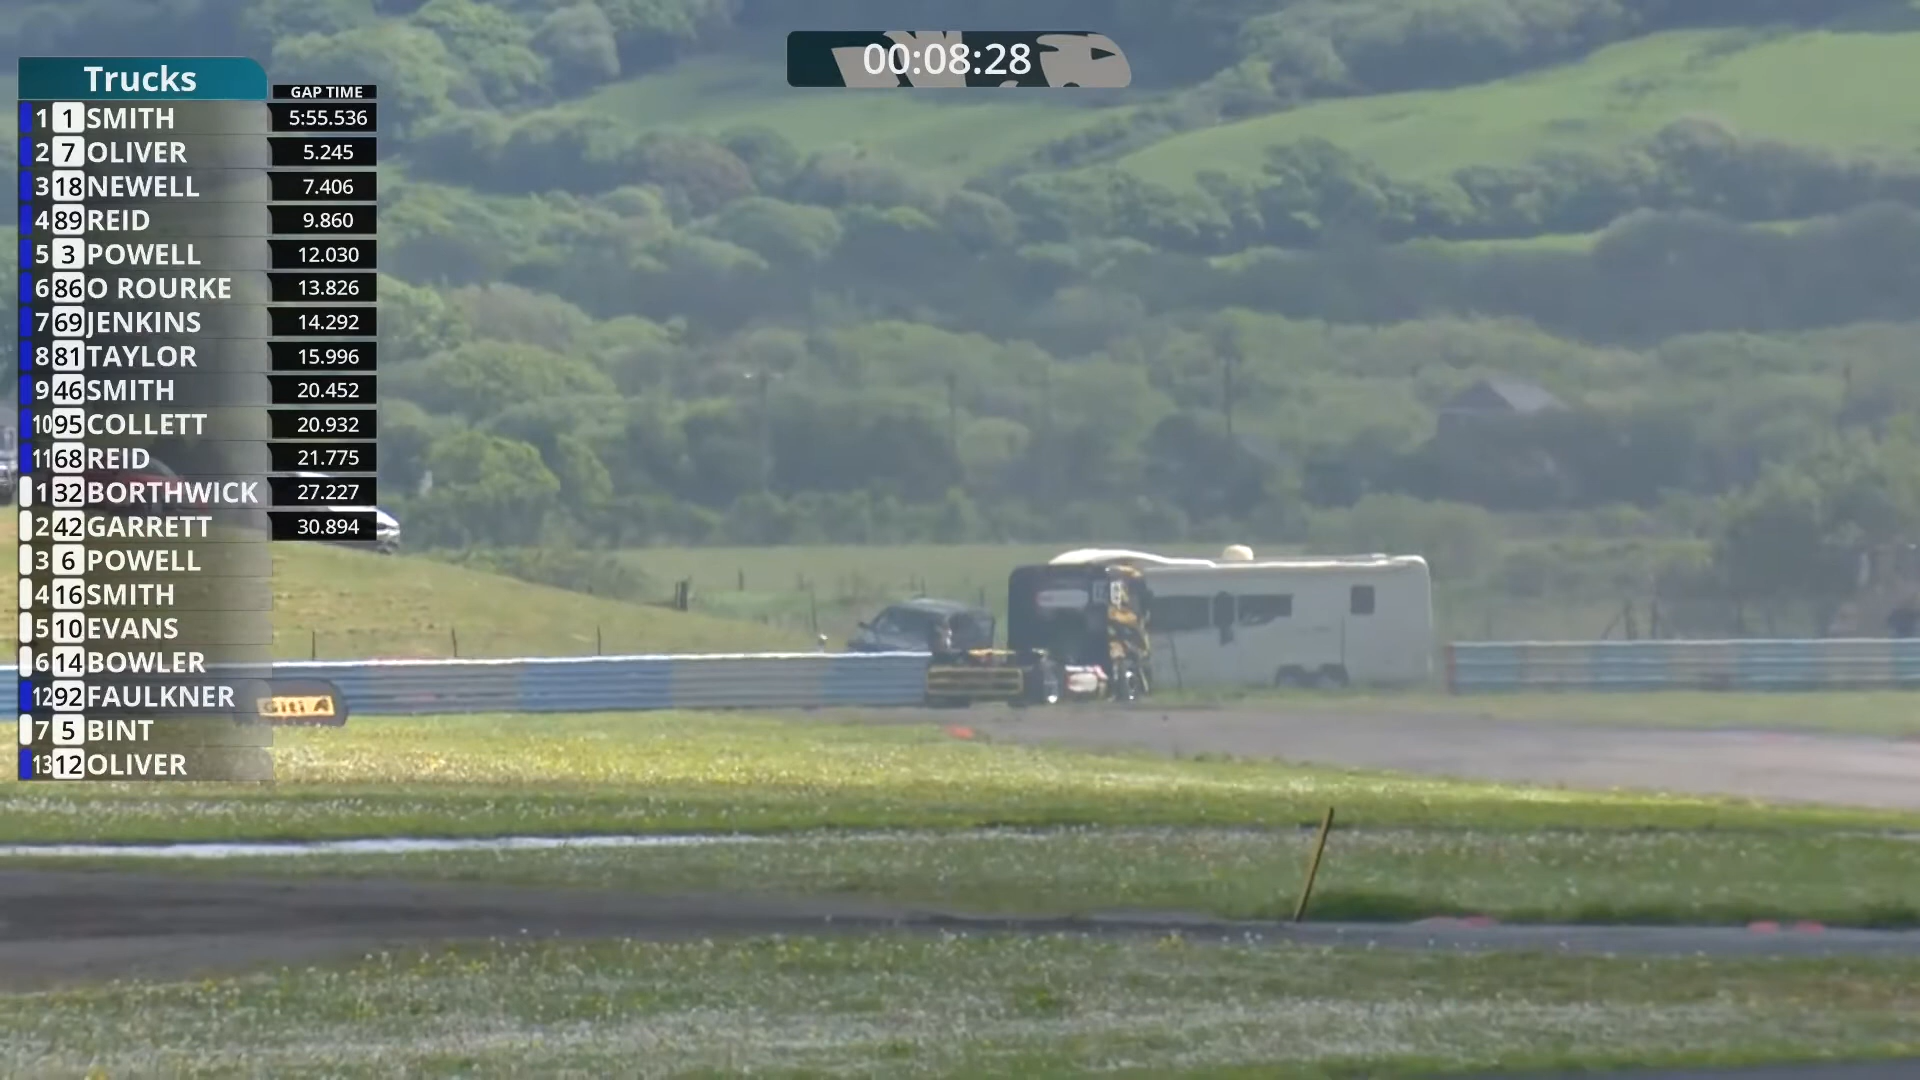 00:08:28
Trucks
GAP TIME
1 1 SMITH 5:55.536
2 7 OLIVER 5.245
3 18 NEWELL 7.406
4 89 REID 9.860
5 3 POWELL 12.030
6 86 O ROURKE 13.826
7 69 JENKINS 14.292
8 81 TAYLOR 15.996
9 46 SMITH 20.452
10 95 COLLETT 20.932
11 68 REID 21.775
1 32 BORTHWICK 27.227
2 42 GARRETT 30.894
3 6 POWELL
4 16 SMITH
5 10 EVANS
6 14 BOWLER
12 92 FAULKNER
7 5 BINT
13 12 OLIVER
Giti